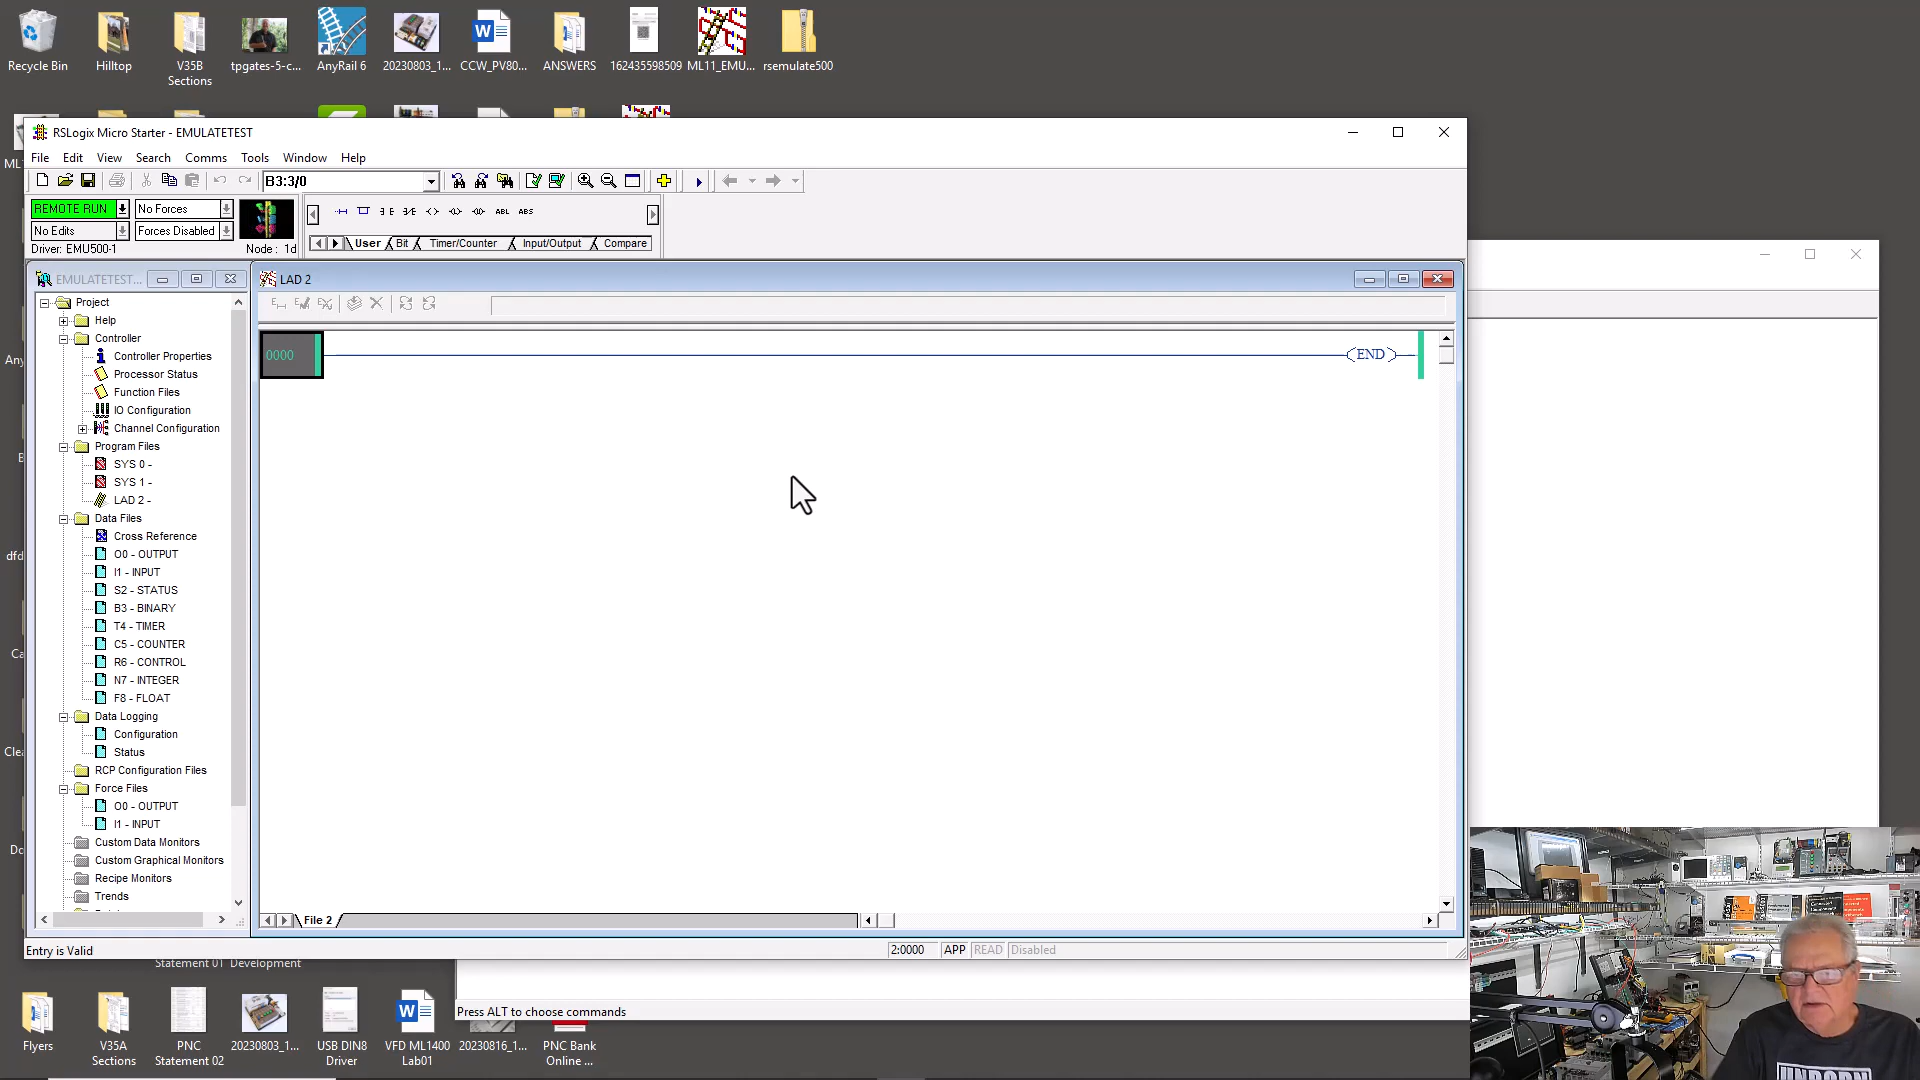 Recycle Bin
Hilltop
V35B
Sections
tpgates-5-c...
AnyRail 6
20230803_1...
CCW_PV80...
ANSWERS
162435598509
ML11_EMU...
rsemulate500
RSLogix Micro Starter - EMULATETEST
File Edit View Search Comms Tools Window Help
B3:3/0
REMOTE RUN
No Forces
No Edits
Forces Disabled
Driver: EMU500-1
Node : 1d
ABL ABS
User Bit Timer/Counter Input/Output Compare
EMULATETEST...
Project
Help
Controller
Controller Properties
Processor Status
Function Files
IO Configuration
Channel Configuration
Program Files
SYS 0 -
SYS 1 -
LAD 2 -
Data Files
Cross Reference
O0 - OUTPUT
I1 - INPUT
S2 - STATUS
B3 - BINARY
T4 - TIMER
C5 - COUNTER
R6 - CONTROL
N7 - INTEGER
F8 - FLOAT
Data Logging
Configuration
Status
RCP Configuration Files
Force Files
O0 - OUTPUT
I1 - INPUT
Custom Data Monitors
Custom Graphical Monitors
Recipe Monitors
Trends
LAD 2
0000
END
File 2
Entry is Valid
2:0000 APP READ Disabled
Statement 01
Development
Press ALT to choose commands
Flyers
V35A
Sections
PNC
Statement 02
20230803_1...
USB DIN8
Driver
VFD ML1400
Lab01
20230816_1...
PNC Bank
Online ...